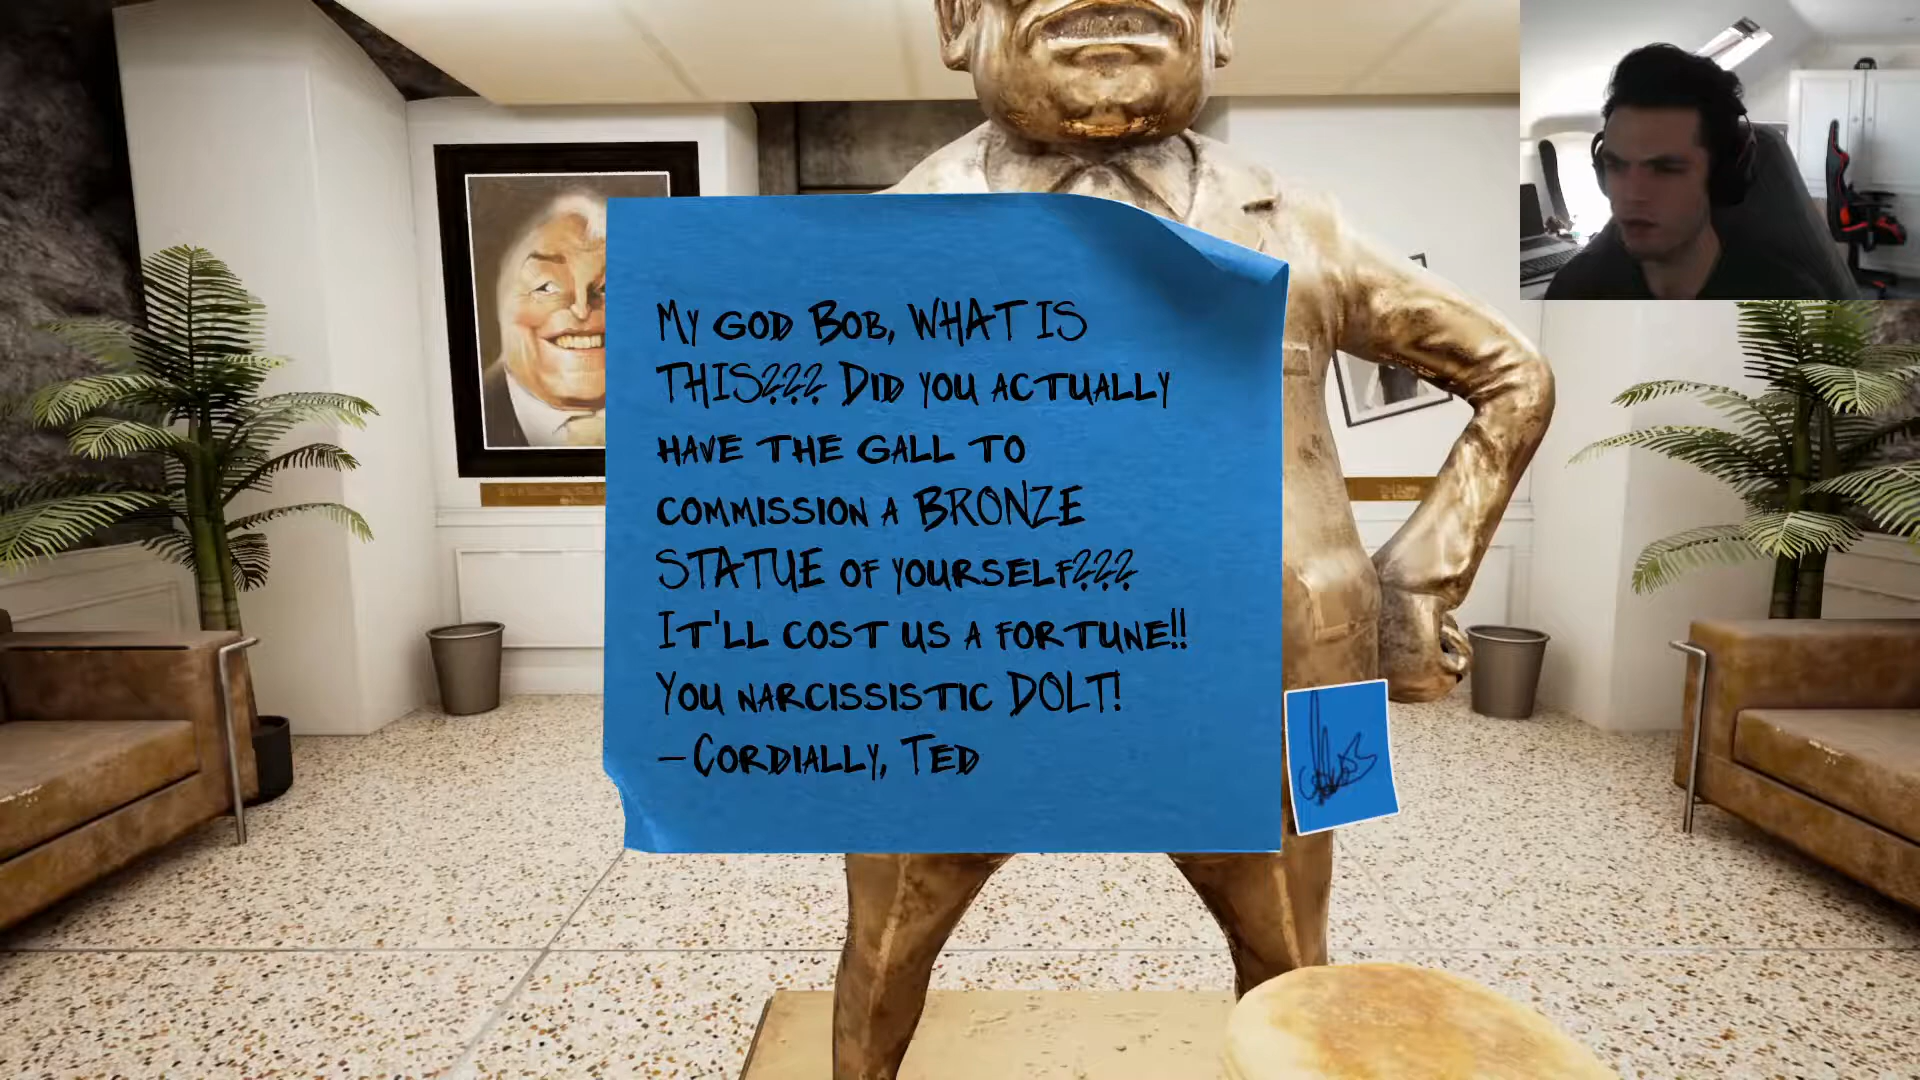 My god Bob, WHAT IS
THIS??? Did you actually
have the gall to
commission a BRONZE
STATUE of yourself???
It'll cost us a fortune!!
You narcissistic DOLT!
—Cordially, Ted